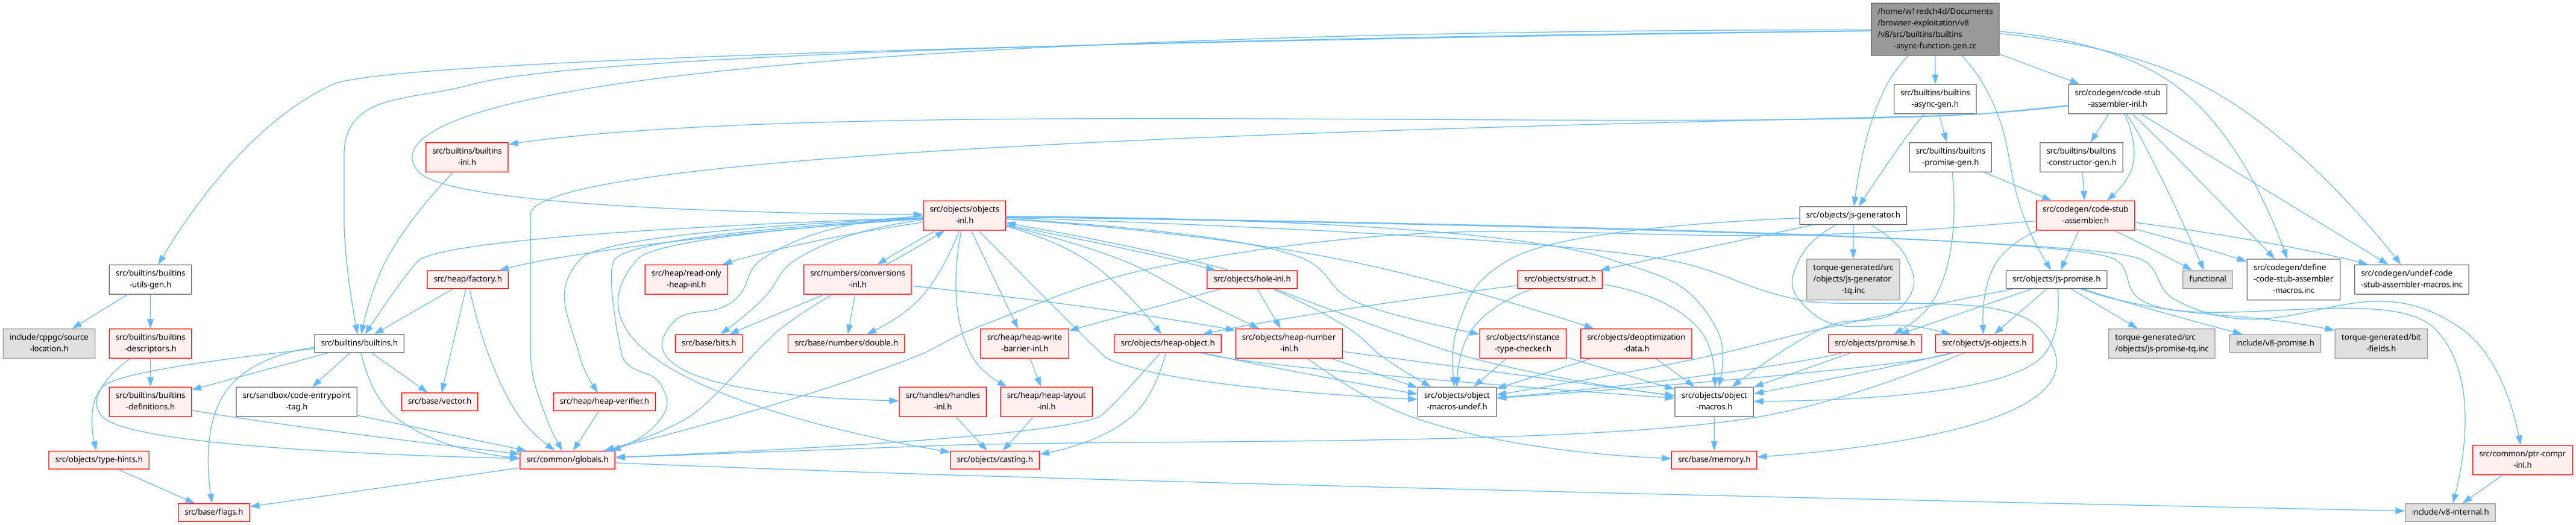 /home/w1redch4d/Documents
/browser-exploitation/v8
/v8/src/builtins/builtins
-async-function-gen.cc
src/builtins/builtins
-async-gen.h
src/codegen/code-stub
-assembler-inl.h
src/builtins/builtins
-inl.h
src/builtins/builtins
-promise-gen.h
src/builtins/builtins
-constructor-gen.h
src/objects/objects
-inl.h
src/objects/js-generator.h
src/codegen/code-stub
-assembler.h
src/builtins/builtins
-utils-gen.h
src/heap/factory.h
src/heap/read-only
-heap-inl.h
src/numbers/conversions
-inl.h
src/objects/hole-inl.h
src/objects/struct.h
torque-generated/src
/objects/js-generator
-tq.inc
src/objects/js-promise.h
functional
src/codegen/define
-code-stub-assembler
-macros.inc
src/codegen/undef-code
-stub-assembler-macros.inc
include/cppgc/source
-location.h
src/builtins/builtins
-descriptors.h
src/builtins/builtins.h
src/base/bits.h
src/base/numbers/double.h
src/heap/heap-write
-barrier-inl.h
src/objects/heap-object.h
src/objects/heap-number
-inl.h
src/objects/instance
-type-checker.h
src/objects/deoptimization
-data.h
src/objects/promise.h
src/objects/js-objects.h
torque-generated/src
/objects/js-promise-tq.inc
include/v8-promise.h
torque-generated/bit
-fields.h
src/builtins/builtins
-definitions.h
src/sandbox/code-entrypoint
-tag.h
src/base/vector.h
src/heap/heap-verifier.h
src/handles/handles
-inl.h
src/heap/heap-layout
-inl.h
src/objects/object
-macros-undef.h
src/objects/object
-macros.h
src/objects/type-hints.h
src/common/globals.h
src/objects/casting.h
src/base/memory.h
src/common/ptr-compr
-inl.h
src/base/flags.h
include/v8-internal.h